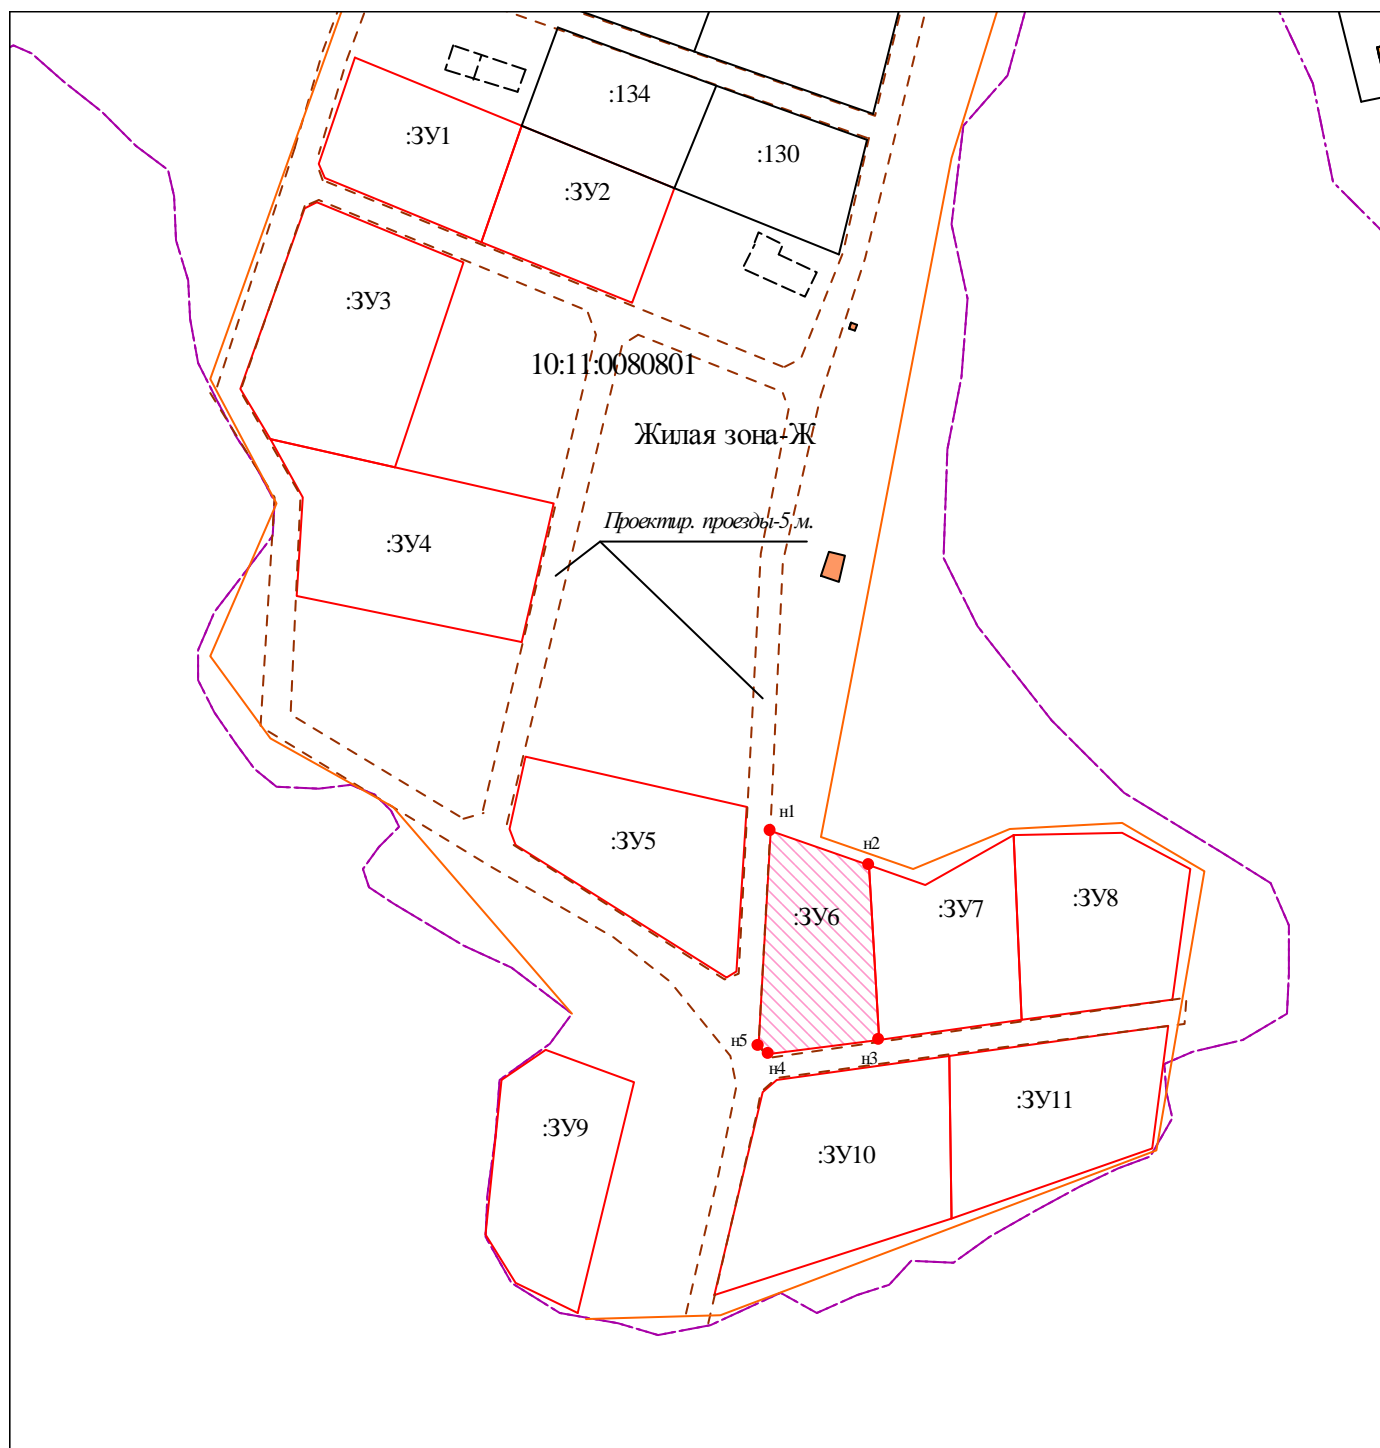 :134
:ЗУ1
:130
:ЗУ2
:ЗУ3
10:11:0080801
Жилая зона-Ж
Проектир. проезды-5 м.
:ЗУ4
н1
:ЗУ5
н2
:ЗУ6
:ЗУ7
:ЗУ8
н5
н3
н4
:ЗУ9
:ЗУ10
:ЗУ11